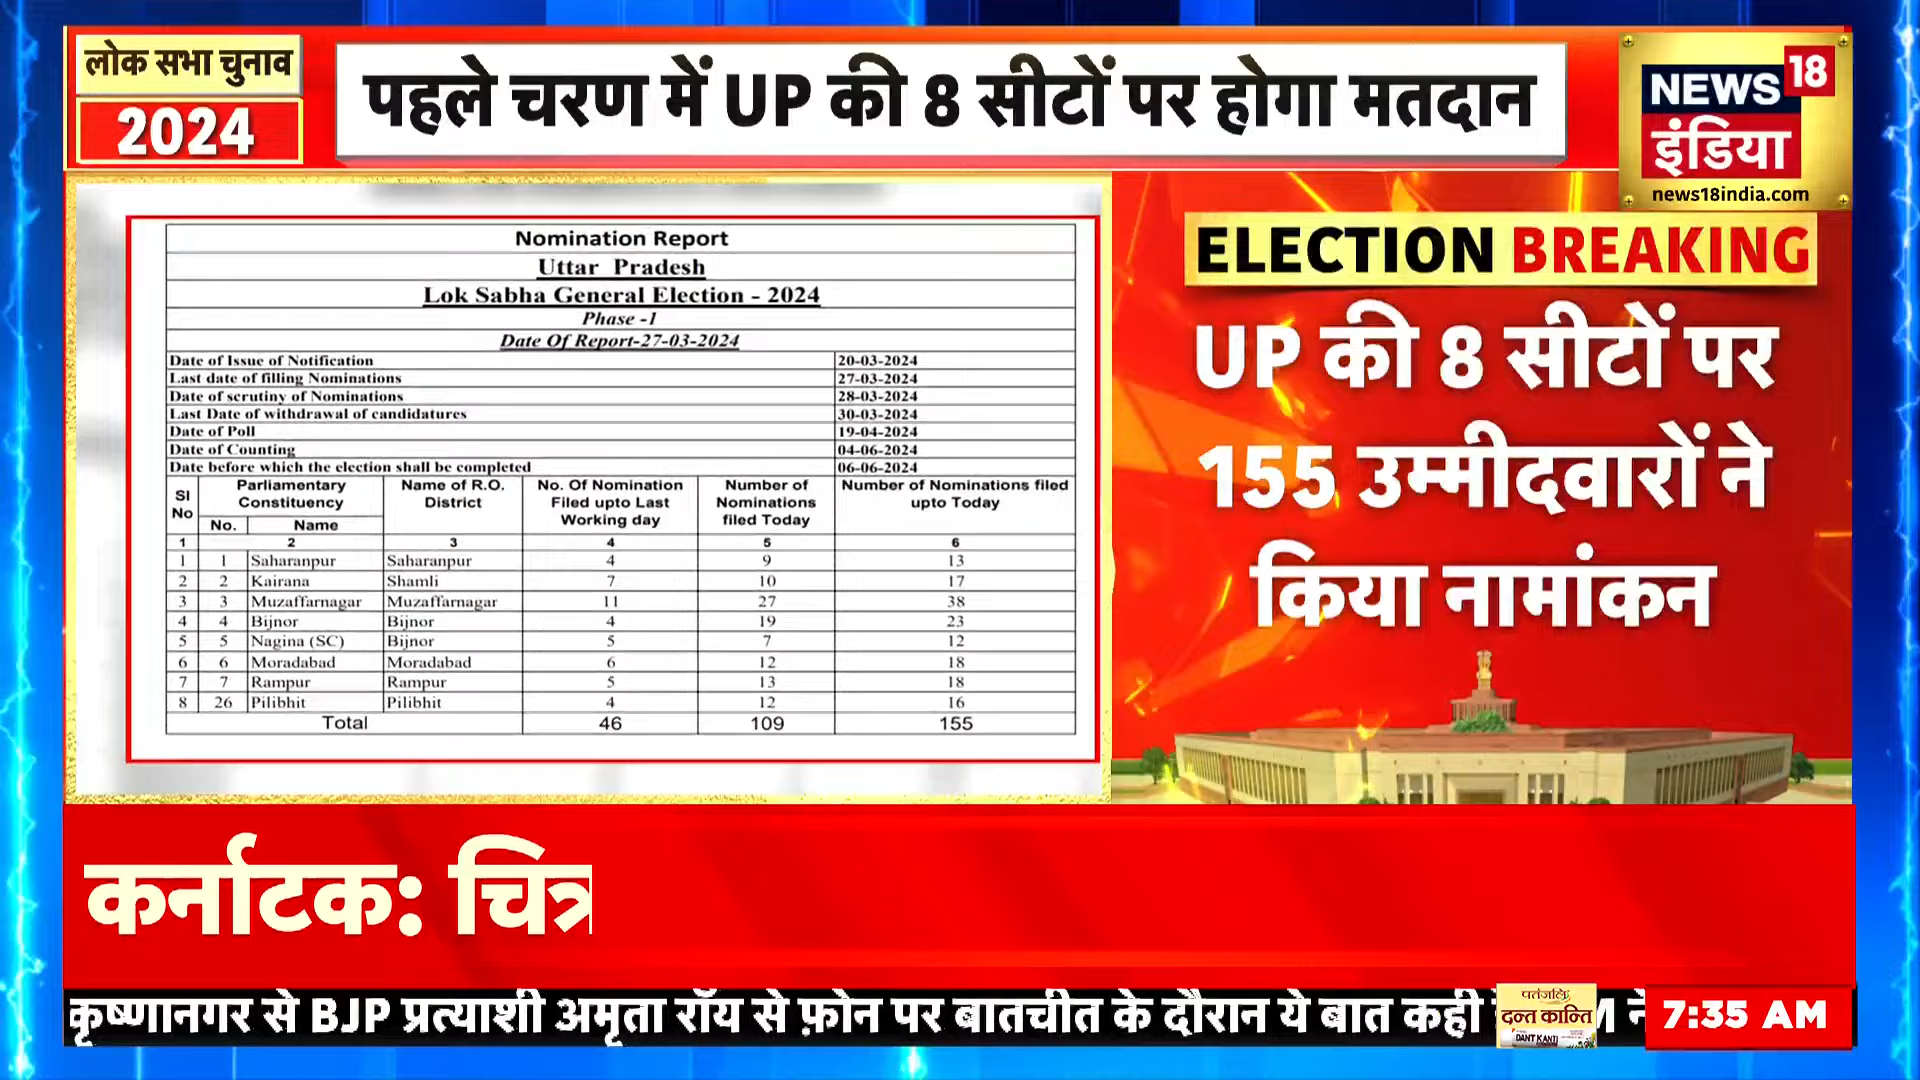 लोक सभा चुनाव
2024
पहले चरण में UP की 8 सीटों पर होगा मतदान
NEWS 18
इंडिया
news18india.com
Nomination Report
Uttar Pradesh
Lok Sabha General Election - 2024
Phase -1
Date Of Report-27-03-2024
Date of Issue of Notification 20-03-2024
Last date of filling Nominations 27-03-2024
Date of scrutiny of Nominations 28-03-2024
Last Date of withdrawal of candidatures 30-03-2024
Date of Poll 19-04-2024
Date of Counting 04-06-2024
Date before which the election shall be completed 06-06-2024
SI No Parliamentary Constituency Name of R.O. District No. Of Nomination Filed upto Last Working day Number of Nominations filed Today Number of Nominations filed upto Today
No. Name
1 2 3 4 5 6
1 1 Saharanpur Saharanpur 4 9 13
2 2 Kairana Shamli 7 10 17
3 3 Muzaffarnagar Muzaffarnagar 11 27 38
4 4 Bijnor Bijnor 4 19 23
5 5 Nagina (SC) Bijnor 5 7 12
6 6 Moradabad Moradabad 6 12 18
7 7 Rampur Rampur 5 13 18
8 26 Pilibhit Pilibhit 4 12 16
Total 46 109 155
ELECTION BREAKING
UP की 8 सीटों पर
155 उम्मीदवारों ने
किया नामांकन
कर्नाटक: चित्र
कृष्णानगर से BJP प्रत्याशी अमृता रॉय से फ़ोन पर बातचीत के दौरान ये बात कही
पतंजलि
दन्त कान्ति
DANT KANTI
7:35 AM